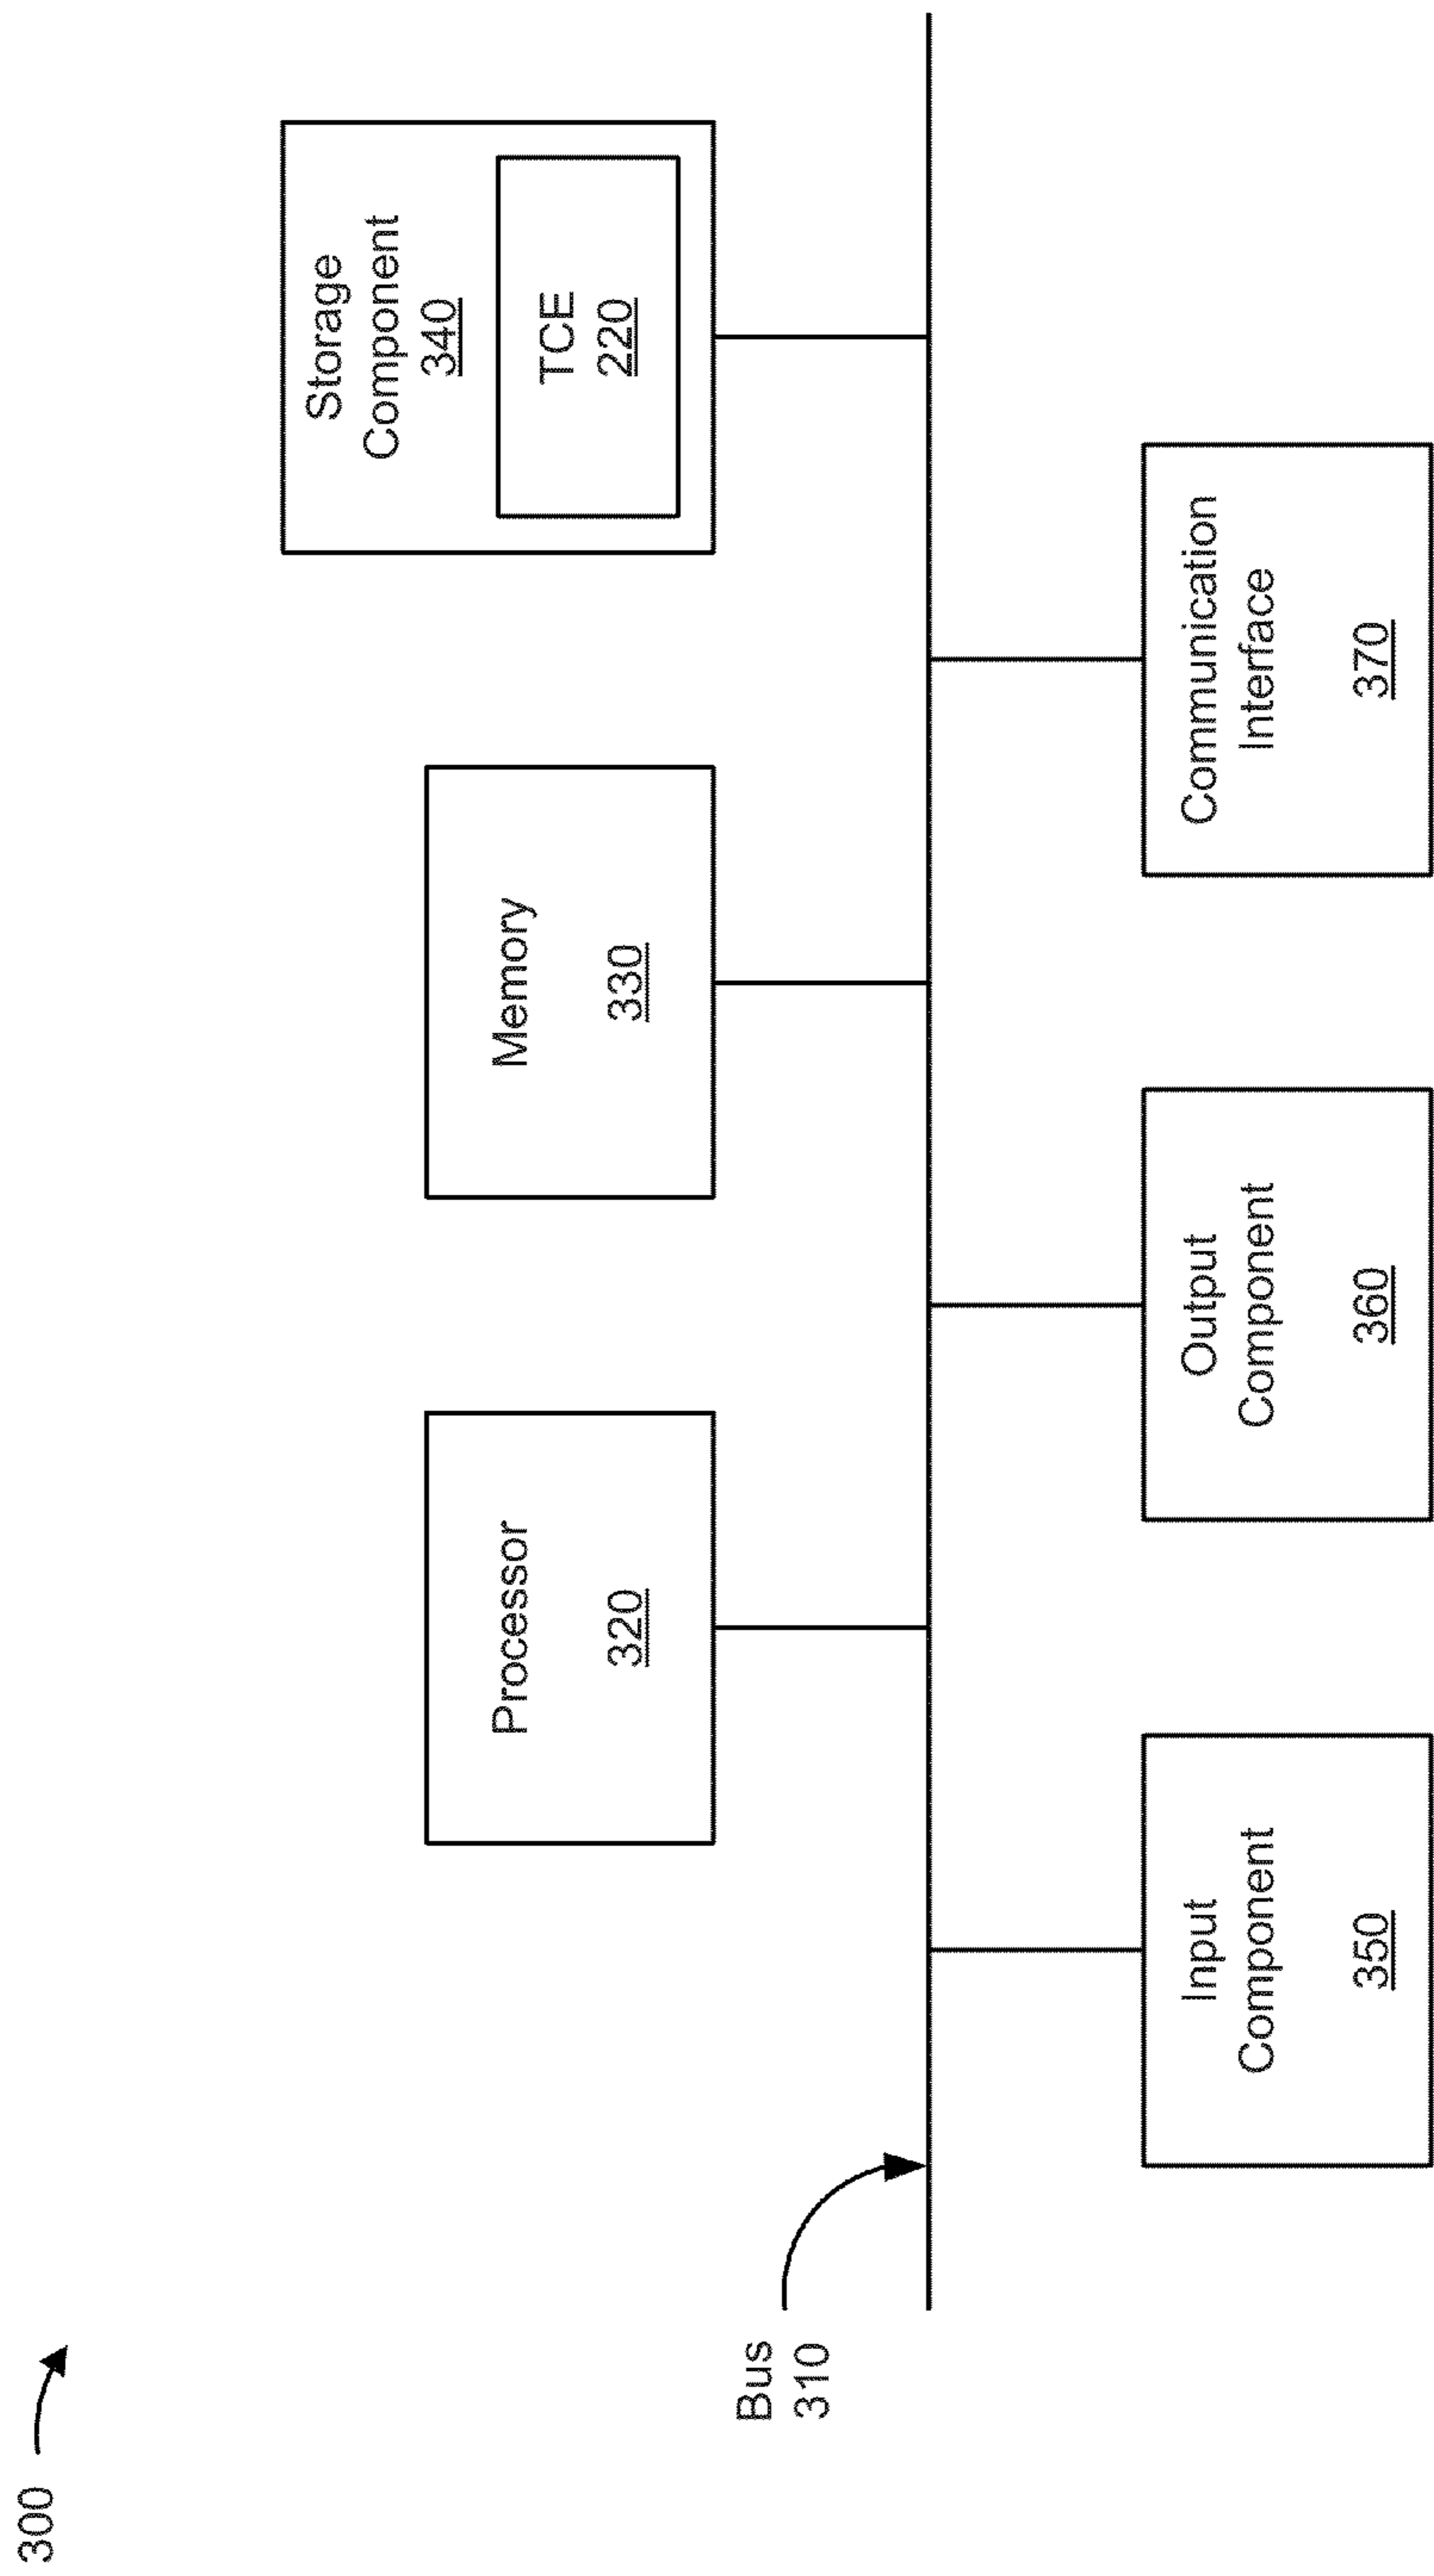 300
Processor
320
Memory
330
Storage
Component
340
TCE
220
Bus
310
Input
Component
350
Output
Component
360
Communication
Interface
370